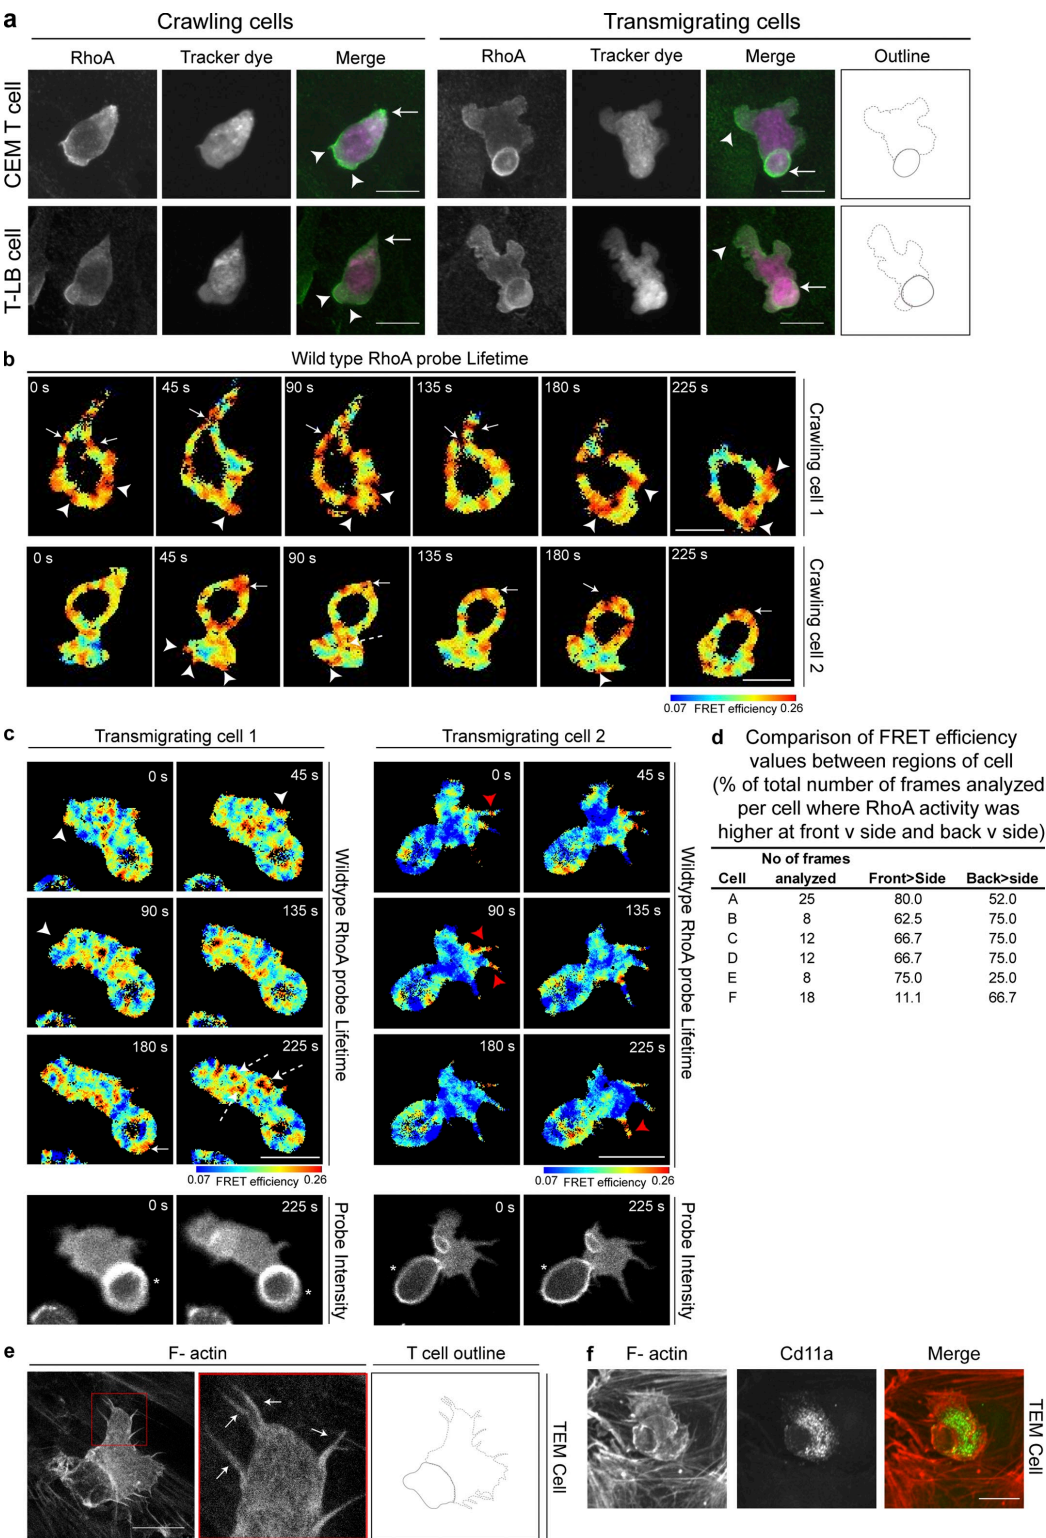 a
Crawling cells
Transmigrating cells
RhoA
Tracker dye
Merge
RhoA
Tracker dye
Merge
Outline
CEM T cell
T-LB cell
b
Wild type RhoA probe Lifetime
0 s
45 s
90 s
135 s
180 s
225 s
Crawling cell 1
0 s
45 s
90 s
135 s
180 s
225 s
Crawling cell 2
0.07 FRET efficiency 0.26
c
Transmigrating cell 1
Transmigrating cell 2
0 s
45 s
0 s
45 s
90 s
135 s
90 s
135 s
180 s
225 s
180 s
225 s
Wildtype RhoA probe Lifetime
Wildtype RhoA probe Lifetime
0.07 FRET efficiency 0.26
0.07 FRET efficiency 0.26
0 s
225 s
0 s
225 s
*
*
*
*
Probe Intensity
Probe Intensity
d
Comparison of FRET efficiency
values between regions of cell
(% of total number of frames analyzed
per cell where RhoA activity was
higher at front v side and back v side)
No of frames
Cell analyzed Front>Side Back>side
A 25 80.0 52.0
B 8 62.5 75.0
C 12 66.7 75.0
D 12 66.7 75.0
E 8 75.0 25.0
F 18 11.1 66.7
e
F- actin
T cell outline
TEM Cell
f
F- actin
Cd11a
Merge
TEM Cell